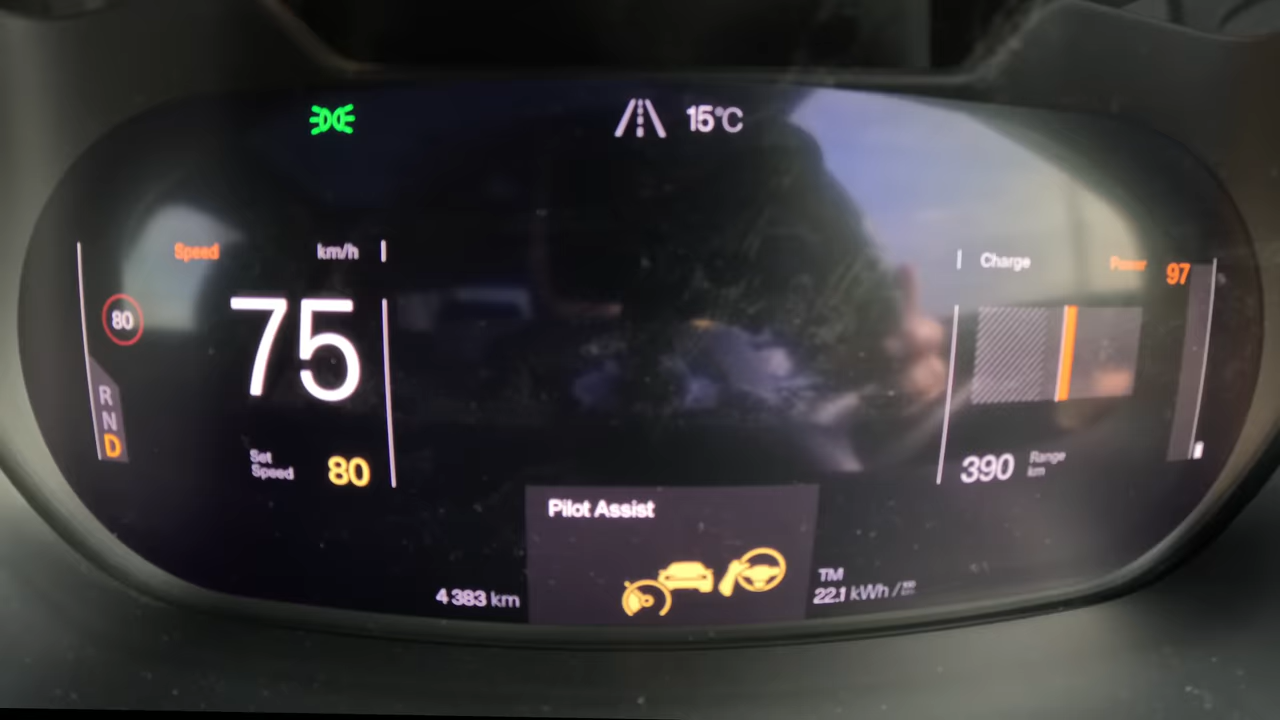 15°C
Speed km/h
80
75
R
N
D
Set
Speed 80
Charge Power 97
390 Range
km
Pilot Assist
4 383 km
TM
22.1 kWh /